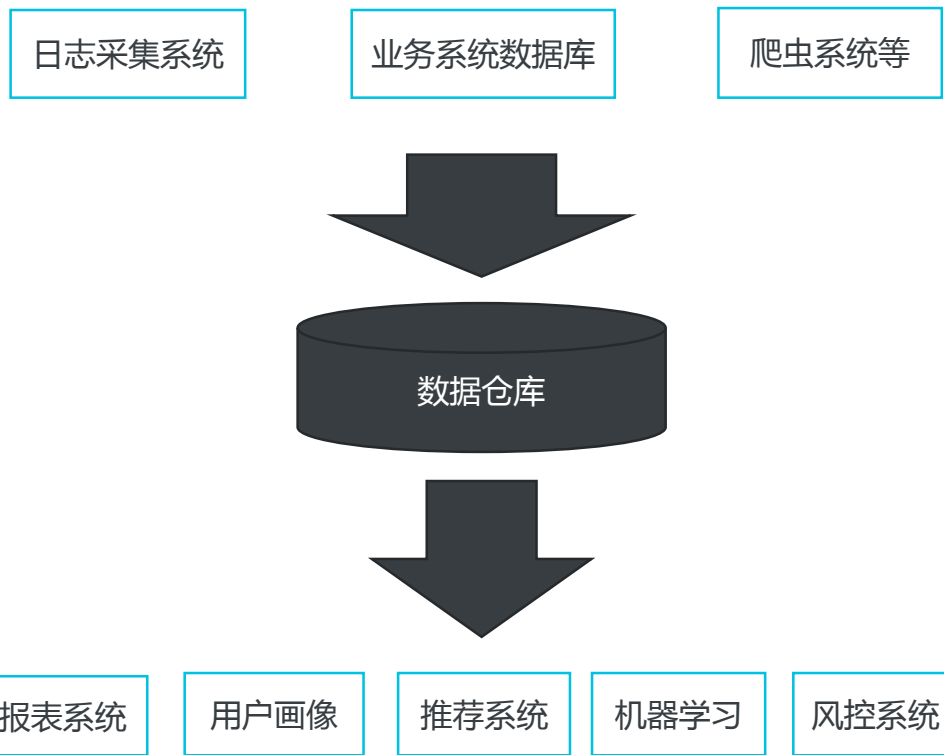 日志采集系统
业务系统数据库
爬虫系统等
数据仓库
报表系统
用户画像
推荐系统
机器学习
风控系统